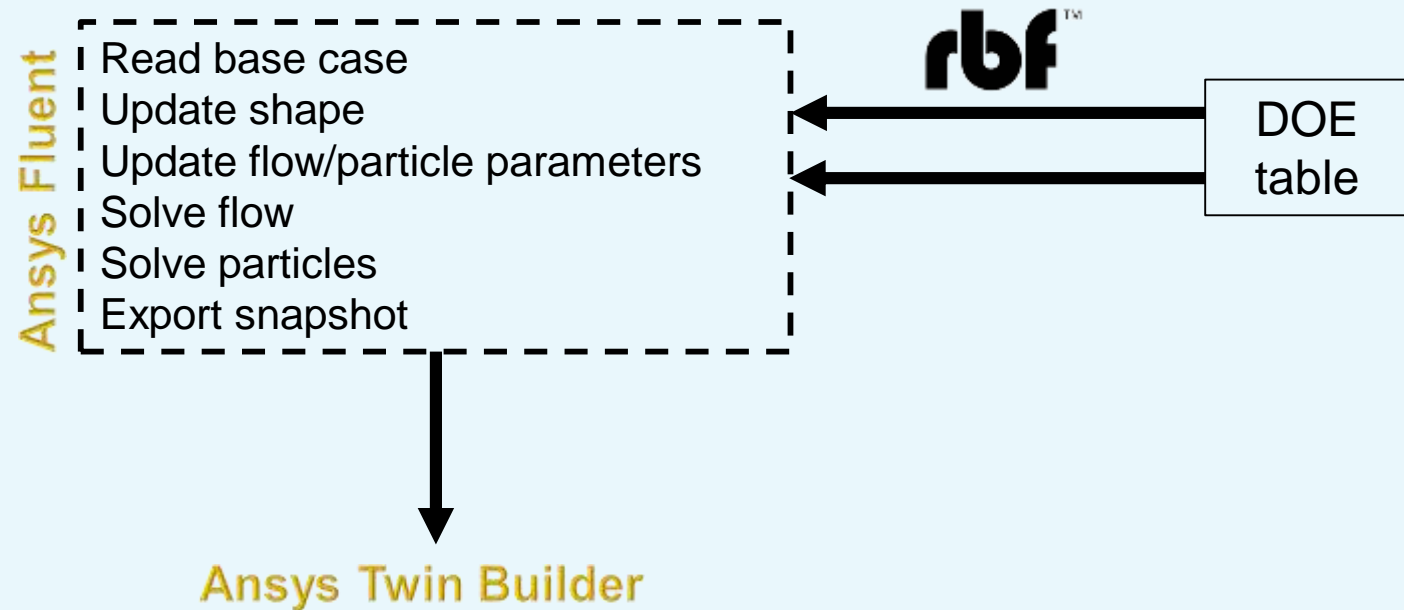 Ansys Fluent
Read base case
Update shape
Update flow/particle parameters
Solve flow
Solve particles
Export snapshot
rbf™
DOE
table
Ansys Twin Builder